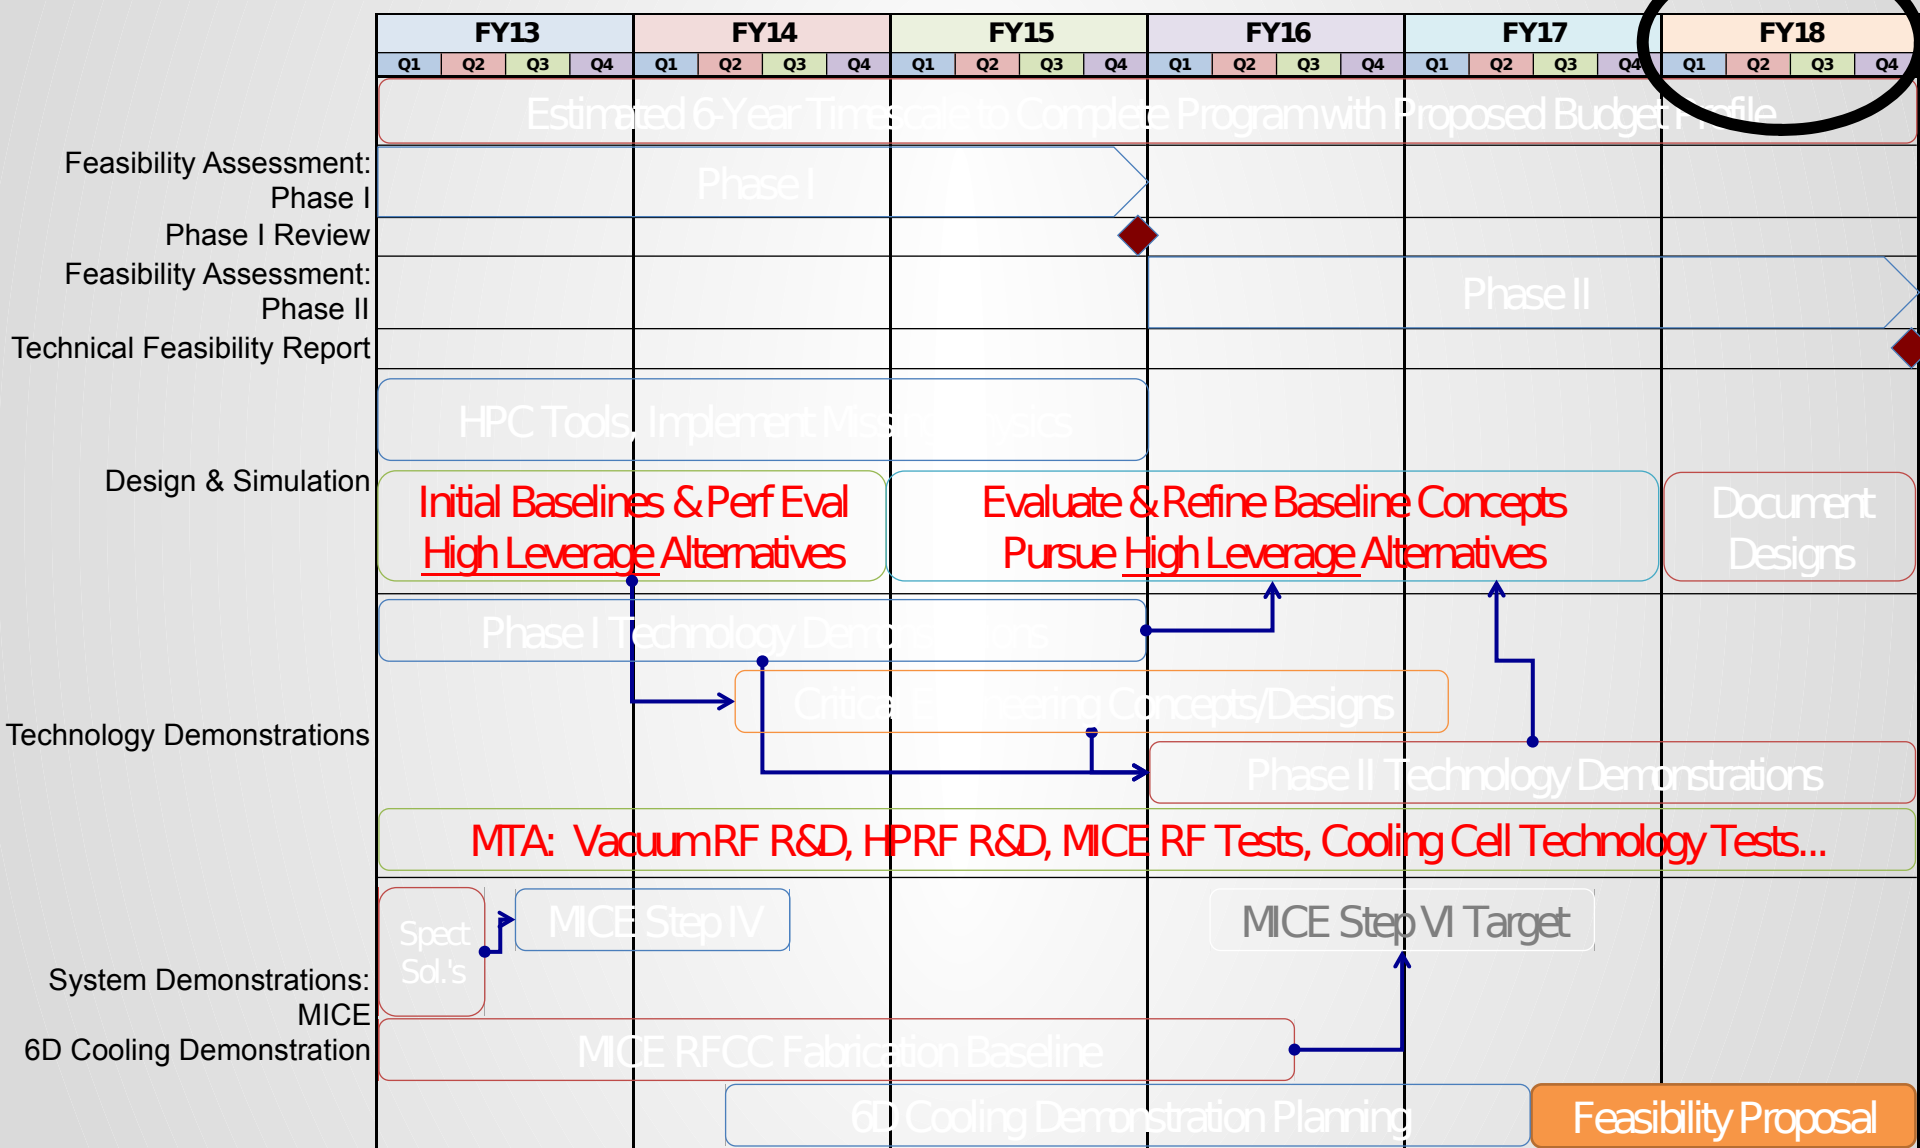 FY13 FY14 FY15 FY16 FY17 FY18
Q1 Q2 Q3 Q4 Q1 Q2 Q3 Q4 Q1 Q2 Q3 Q4 Q1 Q2 Q3 Q4 Q1 Q2 Q3 Q4 Q1 Q2 Q3 Q4
Estimated 6-Year Timescale to Complete Program with Proposed Budget Profile
Feasibility Assessment:
Phase I
Phase I
Phase I Review
Feasibility Assessment:
Phase II
Phase II
Technical Feasibility Report
HPC Tools, Implement Missing Physics
Design & Simulation
Initial Baselines & Perf Eval
High Leverage Alternatives
Evaluate & Refine Baseline Concepts
Pursue High Leverage Alternatives
Document
Designs
Phase I Technology Demonstrations
Critical Engineering Concepts/Designs
Technology Demonstrations
Phase II Technology Demonstrations
MTA: Vacuum RF R&D, HPRF R&D, MICE RF Tests, Cooling Cell Technology Tests...
Spect
Sol.'s
MICE Step IV
MICE Step VI Target
System Demonstrations:
MICE
6D Cooling Demonstration
MICE RFCC Fabrication Baseline
6D Cooling Demonstration Planning
Feasibility Proposal